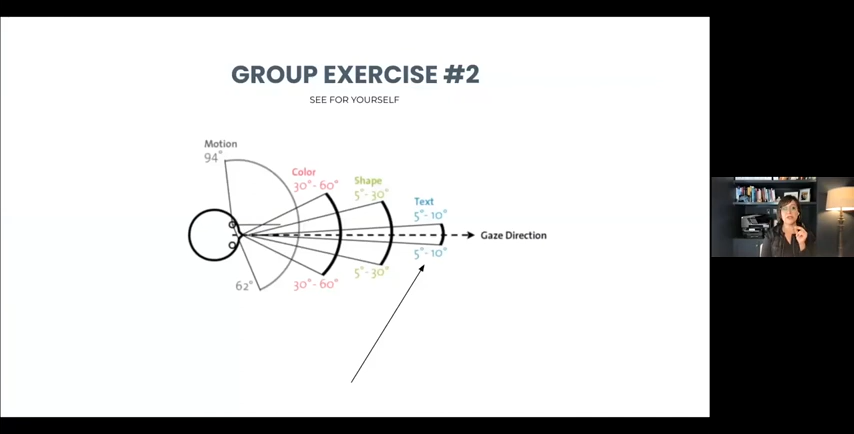 GROUP EXERCISE #2
SEE FOR YOURSELF
Motion
94°
Color
30°- 60°
Shape
5°- 30°
Text
5°- 10°
Gaze Direction
5°- 10°
5°- 30°
30°- 60°
62°